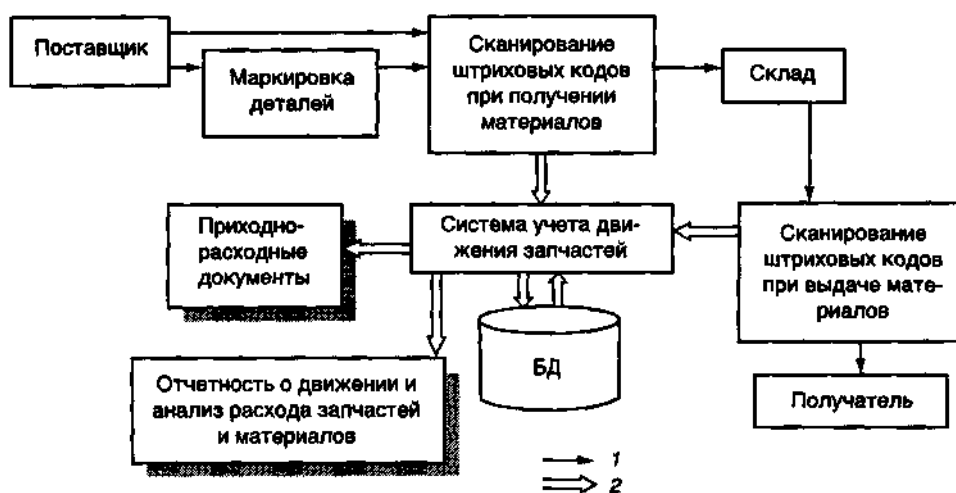 Поставщик
Маркировка
деталей
Сканирование
штриховых кодов
при получении
материалов
Склад
Приходно-
расходные
документы
Система учета дви-
жения запчастей
Сканирование
штриховых кодов
при выдаче мате-
риалов
БД
Отчетность о движении и
анализ расхода запчастей
и материалов
Получатель
1
2